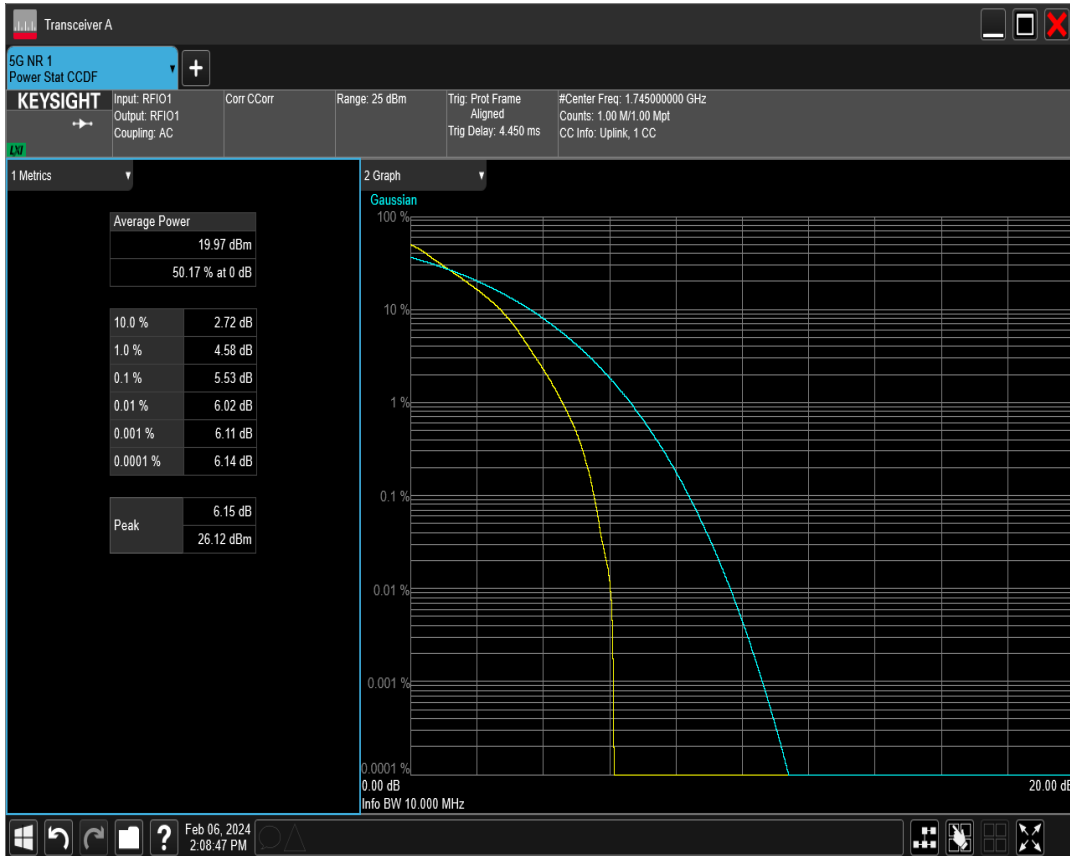 Transceiver A
5G NR 1
Power Stat CCDF
+
KEYSIGHT
LXI
Input: RFIO1
Output: RFIO1
Coupling: AC
Corr CCorr
Range: 25 dBm
Trig: Prot Frame
Aligned
Trig Delay: 4.450 ms
#Center Freq: 1.745000000 GHz
Counts: 1.00 M/1.00 Mpt
CC Info: Uplink, 1 CC
1 Metrics
Average Power
19.97 dBm
50.17 % at 0 dB
10.0 % 2.72 dB
1.0 % 4.58 dB
0.1 % 5.53 dB
0.01 % 6.02 dB
0.001 % 6.11 dB
0.0001 % 6.14 dB
Peak
6.15 dB
26.12 dBm
2 Graph
Gaussian
100 %
10 %
1 %
0.1 %
0.01 %
0.001 %
0.0001 %
0.00 dB 20.00 dB
Info BW 10.000 MHz
?
Feb 06, 2024
2:08:47 PM